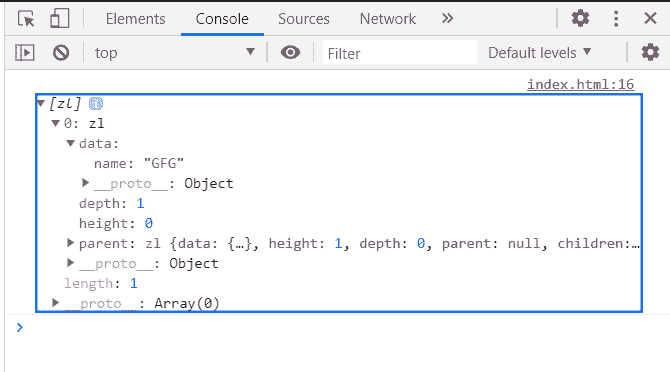 Elements Console Sources Network »
top Filter Default levels
index.html:16
[zl] i
0: zl
data:
name: "GFG"
__proto__: Object
depth: 1
height: 0
parent: zl {data: {…}, height: 1, depth: 0, parent: null, children:…
__proto__: Object
length: 1
__proto__: Array(0)
>